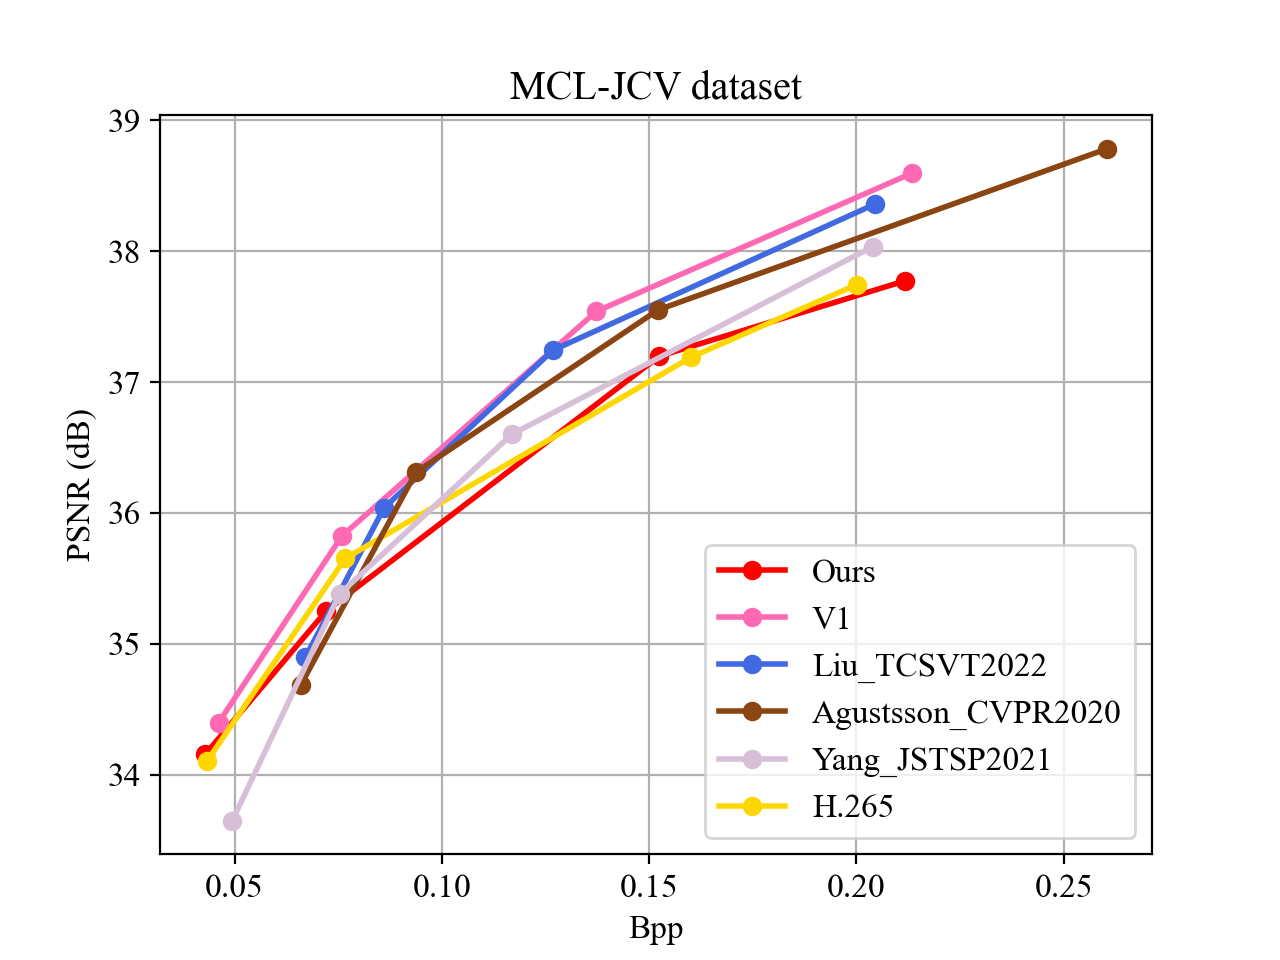 MCL-JCV dataset
39
38
37
36
35
34
PSNR (dB)
Ours
V1
Liu_TCSVT2022
Agustsson_CVPR2020
Yang_JSTSP2021
H.265
0.05 0.10 0.15 0.20 0.25
Bpp